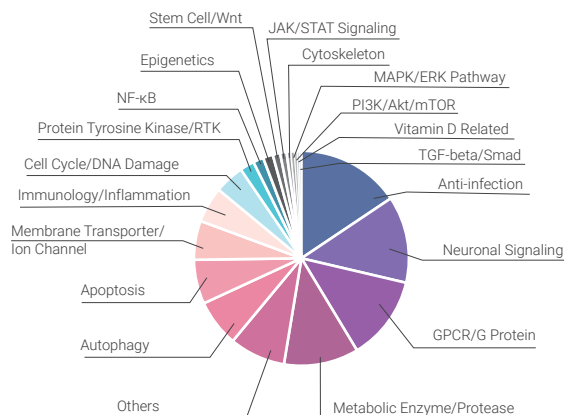 Stem Cell/Wnt
JAK/STAT Signaling
Cytoskeleton
Epigenetics
MAPK/ERK Pathway
NF-κB
PI3K/Akt/mTOR
Protein Tyrosine Kinase/RTK
Vitamin D Related
Cell Cycle/DNA Damage
TGF-beta/Smad
Immunology/Inflammation
Anti-infection
Membrane Transporter/
Ion Channel
Neuronal Signaling
Apoptosis
GPCR/G Protein
Autophagy
Others
Metabolic Enzyme/Protease